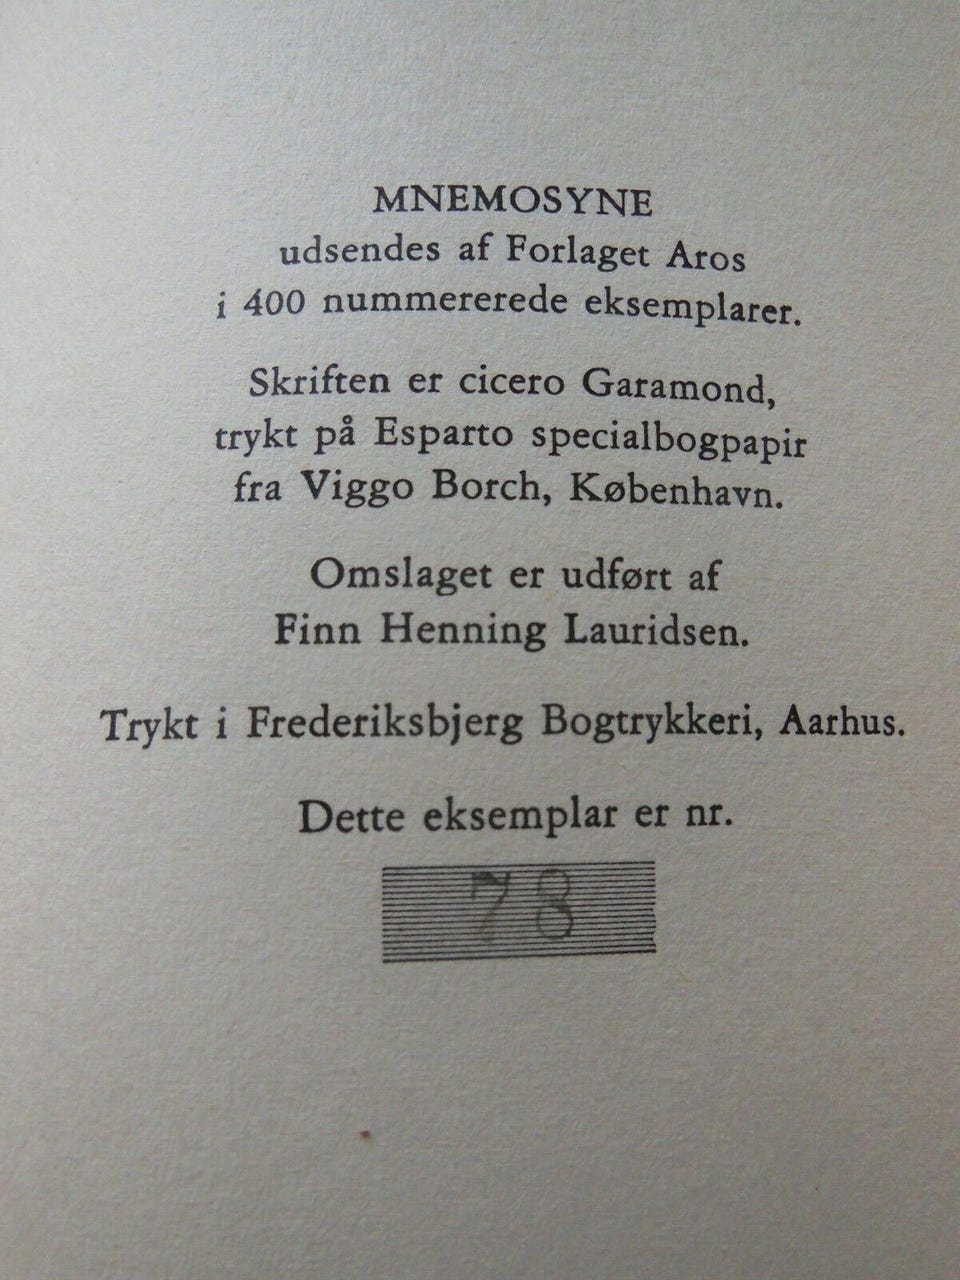 MNEMOSYNE
udsendes af Forlaget Aros
i 400 nummererede eksemplarer.
Skriften er cicero Garamond,
trykt på Esparto specialbogpapir
fra Viggo Borch, København.
Omslaget er udført af
Finn Henning Lauridsen.
Trykt i Frederiksbjerg Bogtrykkeri, Aarhus.
Dette eksemplar er nr.
78